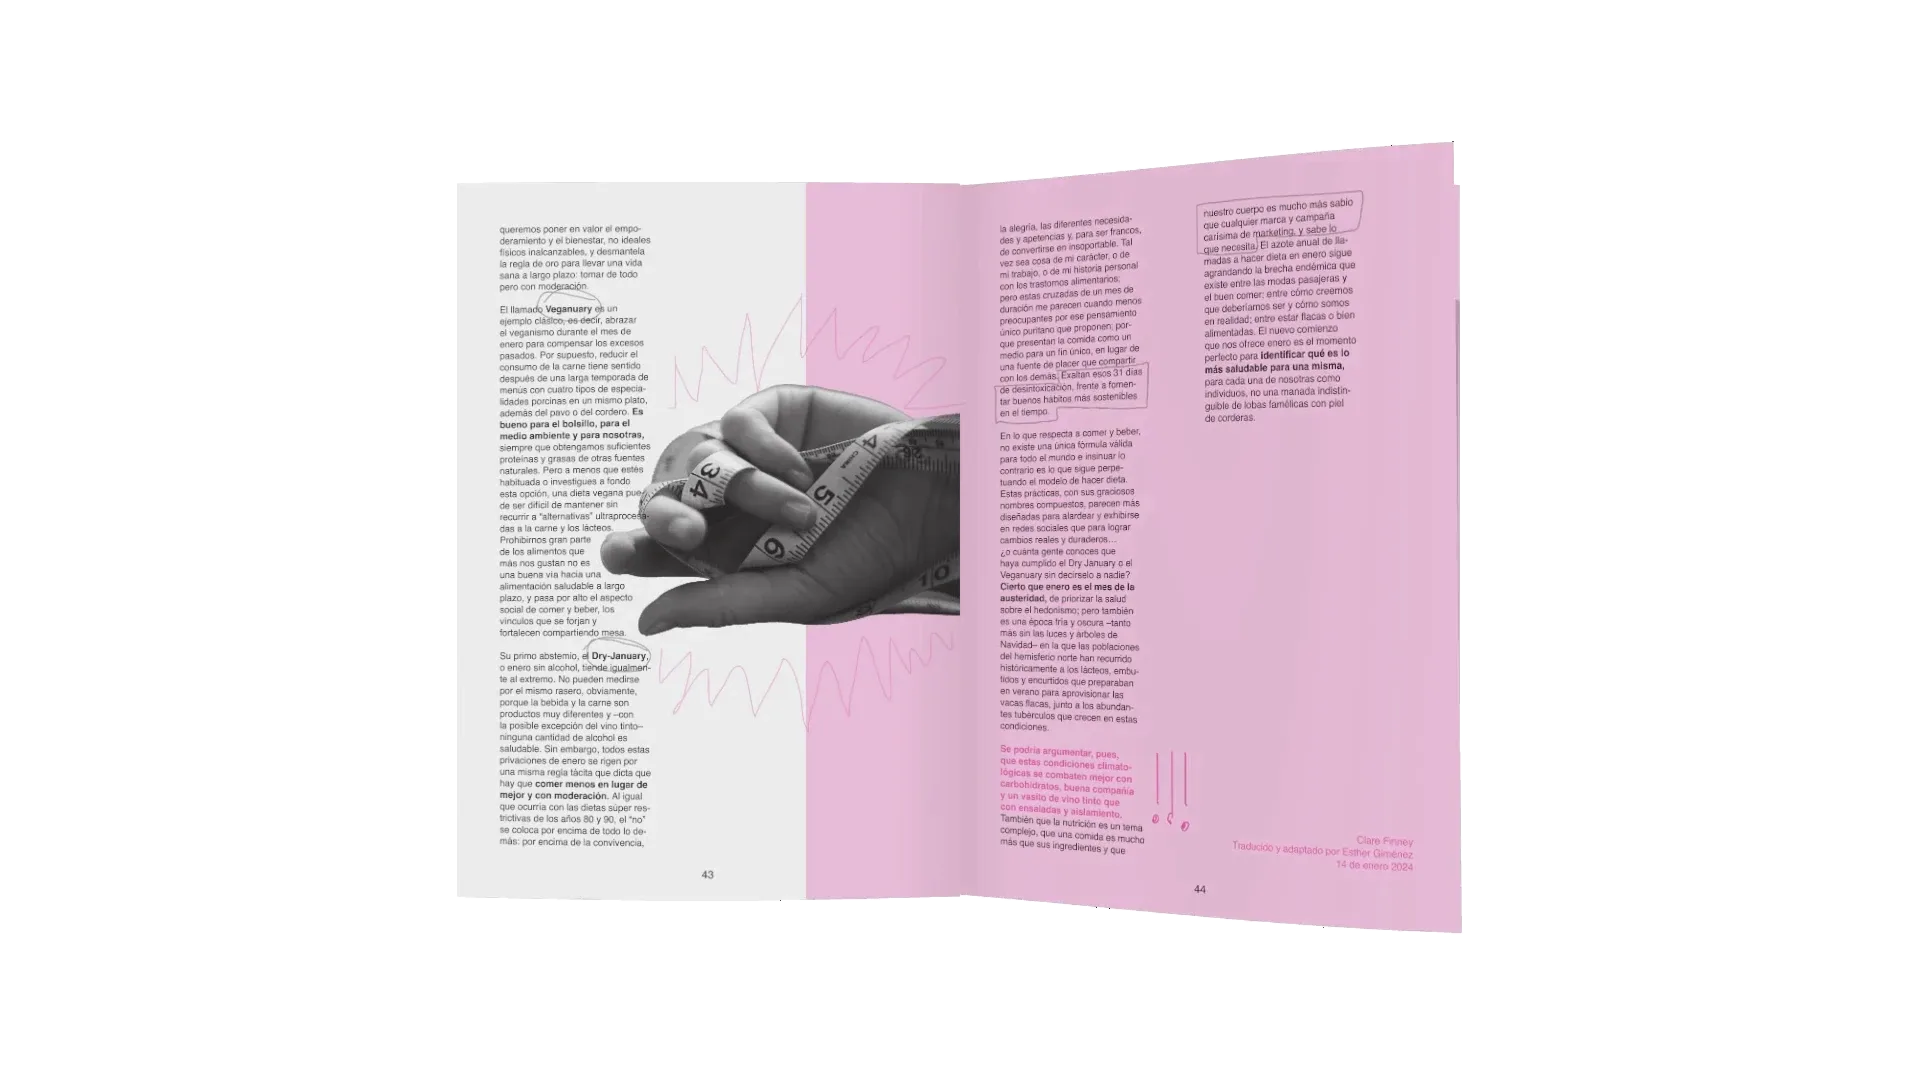 queremos poner en valor el empo-
deramiento y el bienestar, no ideales
físicos inalcanzables, y desmantela
la regla de oro para llevar una vida
sana a largo plazo: tomar de todo
pero con moderación.
El llamado Veganuary es un
ejemplo clásico, es decir, abrazar
el veganismo durante el mes de
enero para compensar los excesos
pasados. Por supuesto, reducir el
consumo de la carne tiene sentido
después de una larga temporada de
menús con cuatro tipos de especia-
lidades porcinas en un mismo plato,
además del pavo o del cordero. Es
bueno para el bolsillo, para el
medio ambiente y para nosotras,
siempre que obtengamos suficientes
proteínas y grasas de otras fuentes
naturales. Pero a menos que estés
habituada o investigues a fondo
esta opción, una dieta vegana pue-
de ser difícil de mantener sin
recurrir a “alternativas” ultraprocesa-
das a la carne y los lácteos.
Prohibirnos gran parte
de los alimentos que
más nos gustan no es
una buena vía hacia una
alimentación saludable a largo
plazo, y pasa por alto el aspecto
social de comer y beber, los
vínculos que se forjan y
fortalecen compartiendo mesa.
Su primo abstemio, el Dry-January,
o enero sin alcohol, tiende igualmen-
te al extremo. No pueden medirse
por el mismo rasero, obviamente,
porque la bebida y la carne son
productos muy diferentes y –con
la posible excepción del vino tinto–
ninguna cantidad de alcohol es
saludable. Sin embargo, todos estas
privaciones de enero se rigen por
una misma regla tácita que dicta que
hay que comer menos en lugar de
mejor y con moderación. Al igual
que ocurría con las dietas súper res-
trictivas de los años 80 y 90, el “no”
se coloca por encima de todo lo de-
más: por encima de la convivencia,
43
34
4
CHINA
5
6
10
la alegría, las diferentes necesida-
des y apetencias y, para ser francos,
de convertirse en insoportable. Tal
vez sea cosa de mi carácter, o de
mi trabajo, o de mi historia personal
con los trastornos alimentarios;
pero estas cruzadas de un mes de
duración me parecen cuando menos
preocupantes por ese pensamiento
único puritano que proponen; por-
que presentan la comida como un
medio para un fin único, en lugar de
una fuente de placer que compartir
con los demás. Exaltan esos 31 días
de desintoxicación, frente a fomen-
tar buenos hábitos más sostenibles
en el tiempo.
En lo que respecta a comer y beber,
no existe una única fórmula válida
para todo el mundo e insinuar lo
contrario es lo que sigue perpe-
tuando el modelo de hacer dieta.
Estas prácticas, con sus graciosos
nombres compuestos, parecen más
diseñadas para alardear y exhibirse
en redes sociales que para lograr
cambios reales y duraderos…
¿o cuánta gente conoces que
haya cumplido el Dry January o el
Veganuary sin decírselo a nadie?
Cierto que enero es el mes de la
austeridad, de priorizar la salud
sobre el hedonismo; pero también
es una época fría y oscura –tanto
más sin las luces y árboles de
Navidad– en la que las poblaciones
del hemisferio norte han recurrido
históricamente a los lácteos, embu-
tidos y encurtidos que preparaban
en verano para aprovisionar las
vacas flacas, junto a los abundan-
tes tubérculos que crecen en estas
condiciones.
Se podría argumentar, pues,
que estas condiciones climato-
lógicas se combaten mejor con
carbohidratos, buena compañía
y un vasito de vino tinto que
con ensaladas y aislamiento.
También que la nutrición es un tema
complejo, que una comida es mucho
más que sus ingredientes y que
nuestro cuerpo es mucho más sabio
que cualquier marca y campaña
carísima de marketing, y sabe lo
que necesita. El azote anual de lla-
madas a hacer dieta en enero sigue
agrandando la brecha endémica que
existe entre las modas pasajeras y
el buen comer; entre cómo creemos
que deberíamos ser y cómo somos
en realidad; entre estar flacas o bien
alimentadas. El nuevo comienzo
que nos ofrece enero es el momento
perfecto para identificar qué es lo
más saludable para una misma,
para cada una de nosotras como
individuos, no una manada indistin-
guible de lobas famélicas con piel
de corderas.
Clare Finney
Traducido y adaptado por Esther Giménez
14 de enero 2024
44